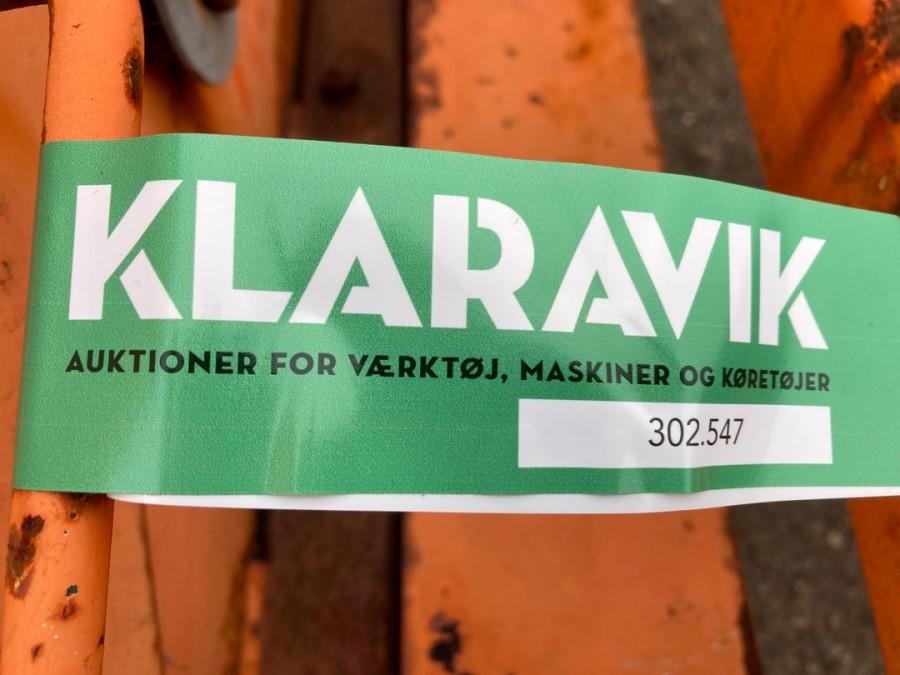 KLARAVIK
AUKTIONER FOR VÆRKTØJ, MASKINER OG KØRETØJER
302.547